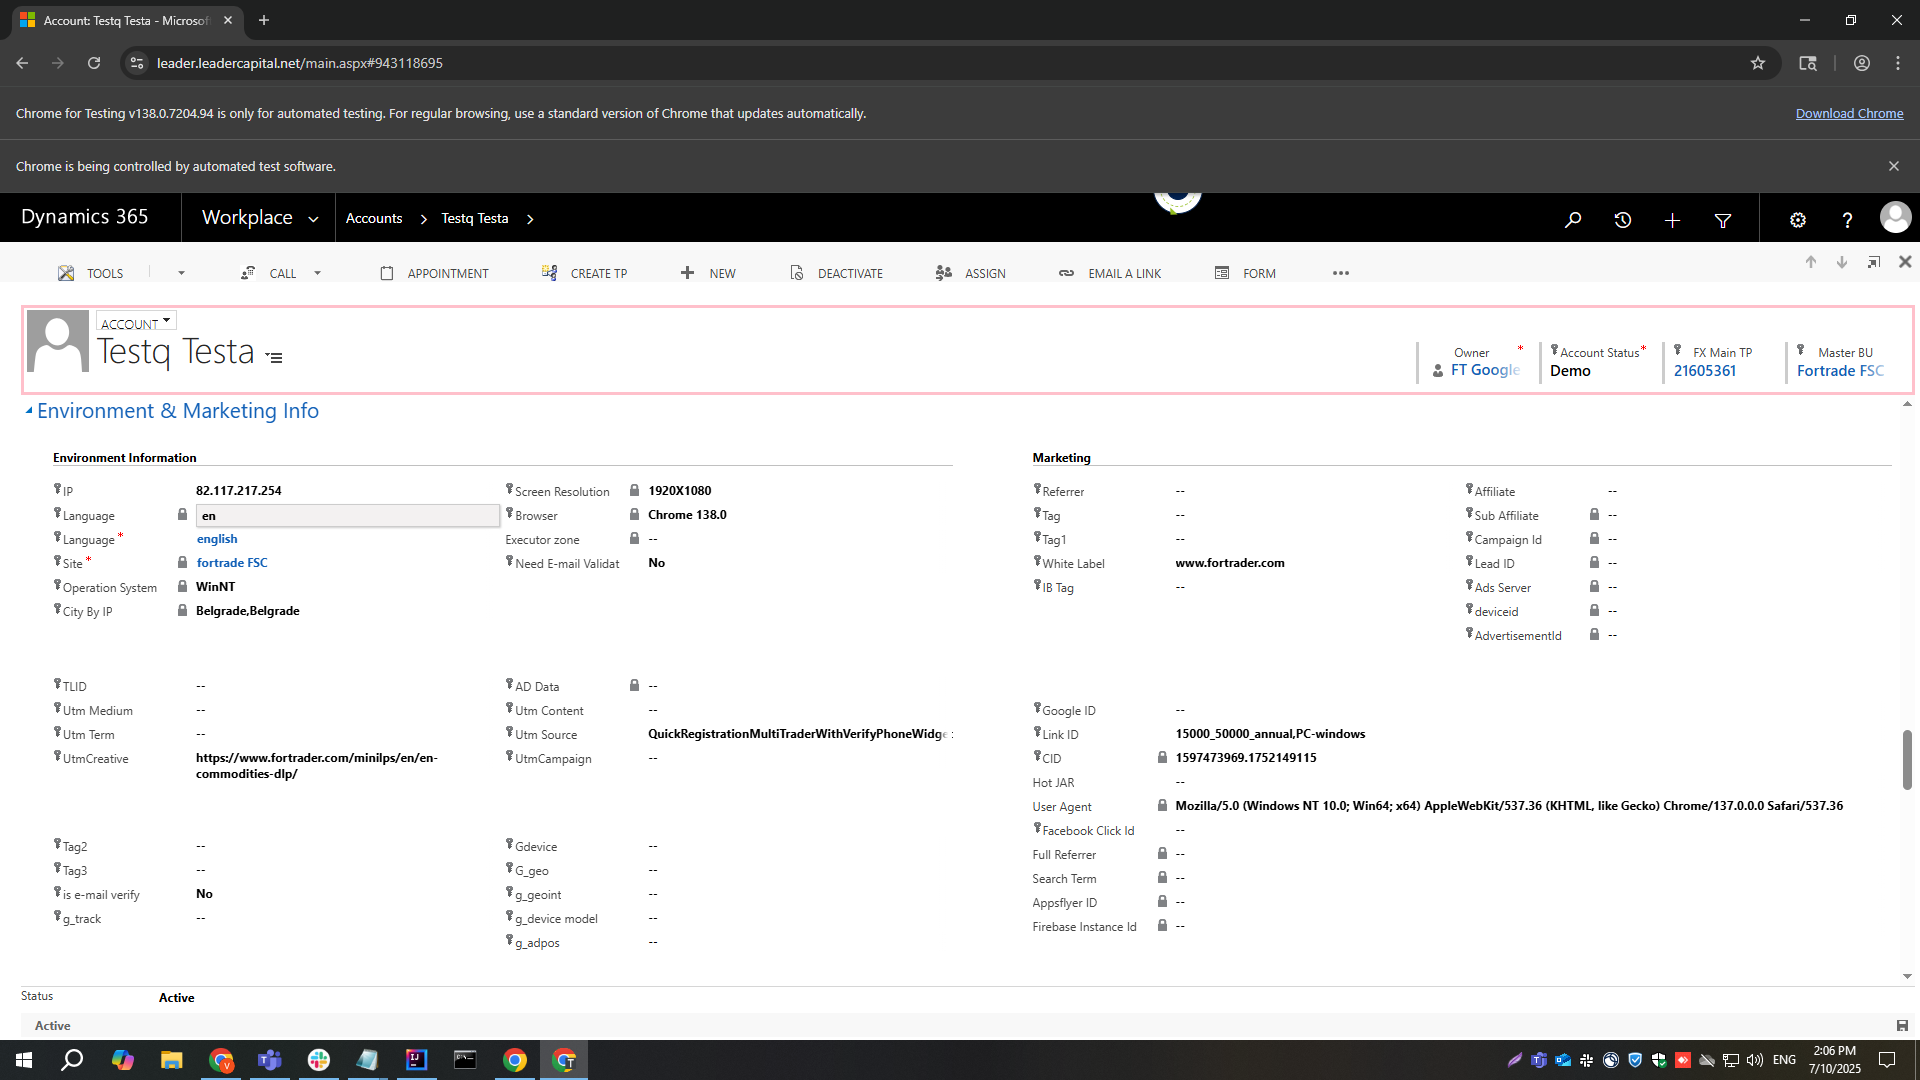 Account: Testq Testa - Microsof
leader.leadercapital.net/main.aspx#943118695
Chrome for Testing v138.0.7204.94 is only for automated testing. For regular browsing, use a standard version of Chrome that updates automatically.
Download Chrome
Chrome is being controlled by automated test software.
Dynamics 365
Workplace
Accounts
Testq Testa
TOOLS
CALL
APPOINTMENT
CREATE TP
NEW
DEACTIVATE
ASSIGN
EMAIL A LINK
FORM
ACCOUNT
Testq Testa
Owner *
FT Google
Account Status *
Demo
FX Main TP
21605361
Master BU
Fortrade FSC
Environment & Marketing Info
Environment Information
IP 82.117.217.254
Language en
Language * english
Site * fortrade FSC
Operation System WinNT
City By IP Belgrade,Belgrade
Screen Resolution 1920X1080
Browser Chrome 138.0
Executor zone --
Need E-mail Validat No
TLID --
Utm Medium --
Utm Term --
UtmCreative https://www.fortrader.com/minilps/en/en-
commodities-dlp/
AD Data --
Utm Content --
Utm Source QuickRegistrationMultiTraderWithVerifyPhoneWidge
UtmCampaign --
Tag2 --
Tag3 --
is e-mail verify No
g_track --
Gdevice --
G_geo --
g_geoint --
g_device model --
g_adpos --
Marketing
Referrer --
Tag --
Tag1 --
White Label www.fortrader.com
IB Tag --
Affiliate --
Sub Affiliate --
Campaign Id --
Lead ID --
Ads Server --
deviceid --
AdvertisementId --
Google ID --
Link ID 15000_50000_annual,PC-windows
CID 1597473969.1752149115
Hot JAR --
User Agent Mozilla/5.0 (Windows NT 10.0; Win64; x64) AppleWebKit/537.36 (KHTML, like Gecko) Chrome/137.0.0.0 Safari/537.36
Facebook Click Id --
Full Referrer --
Search Term --
Appsflyer ID --
Firebase Instance Id --
Status Active
Active
ENG
2:06 PM
7/10/2025